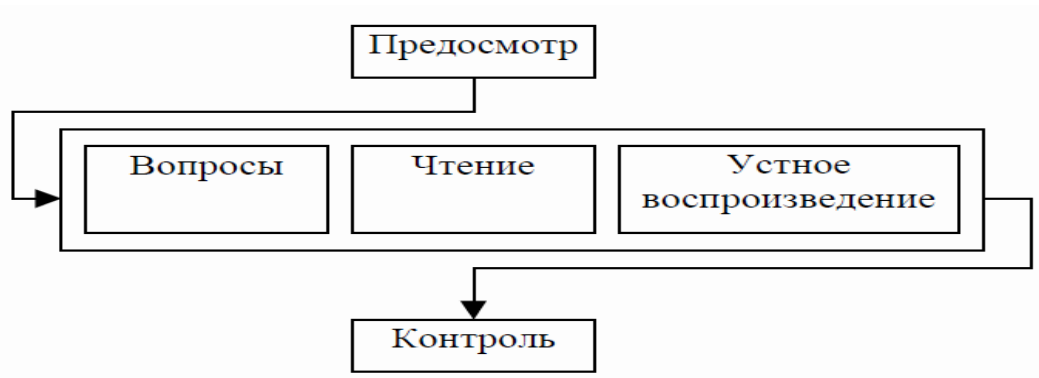 Предосмотр
Вопросы
Чтение
Устное
воспроизведение
Контроль